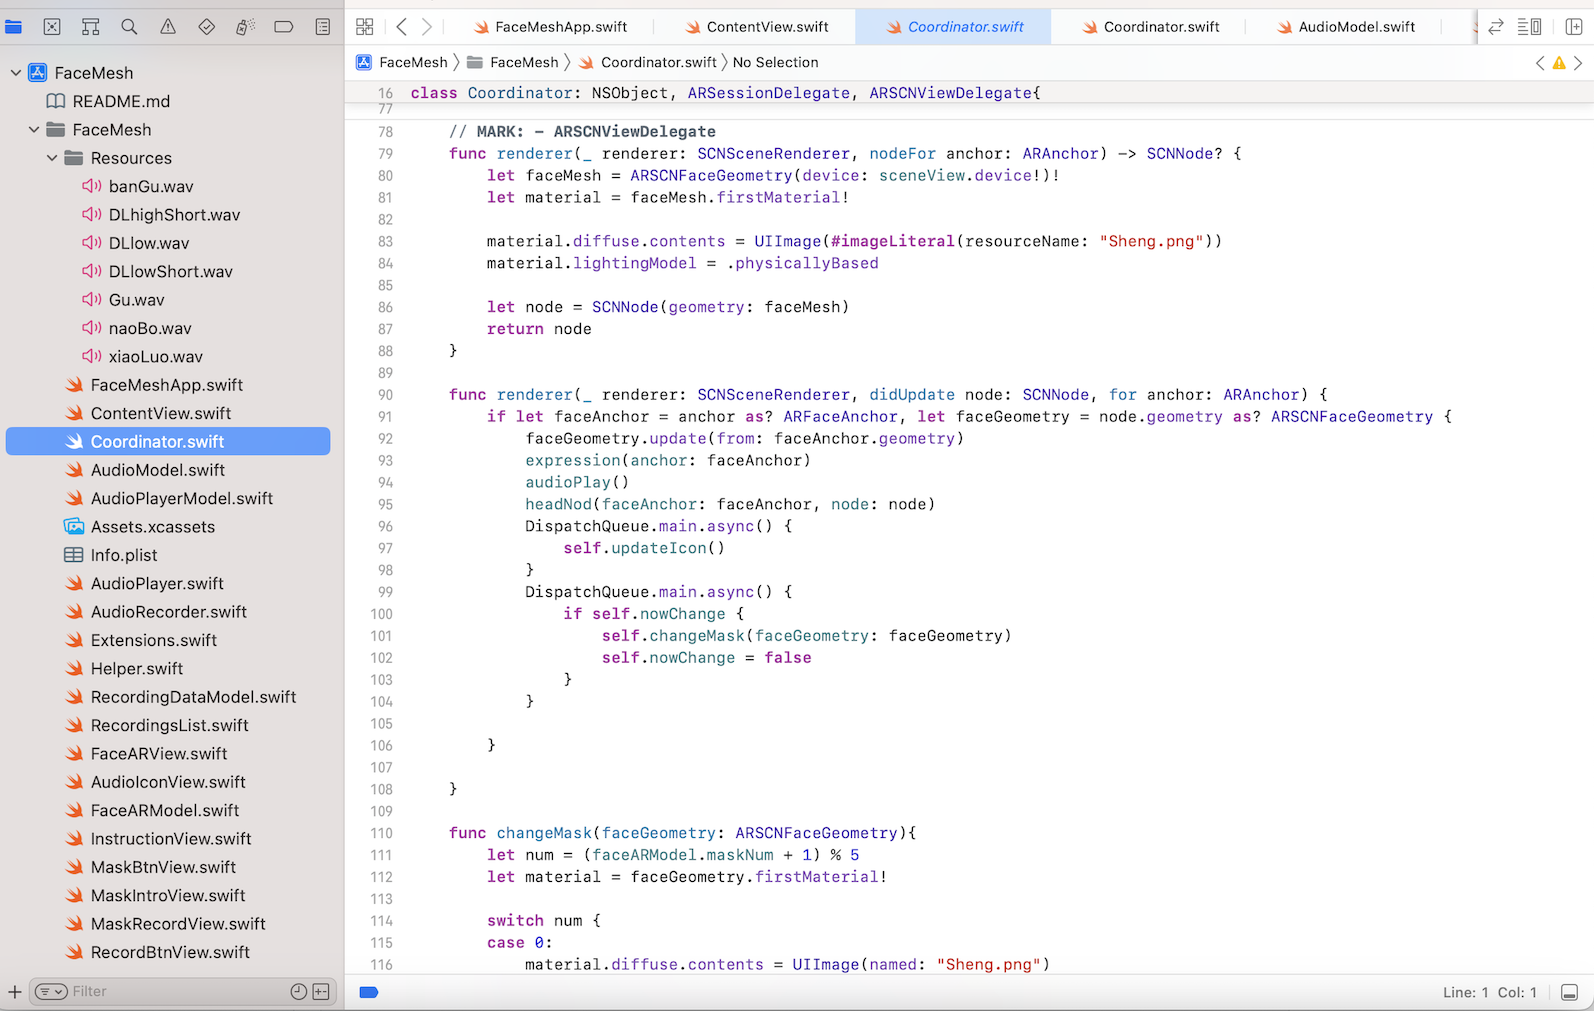 FaceMeshApp.swift
ContentView.swift
Coordinator.swift
Coordinator.swift
AudioModel.swift
FaceMesh
FaceMesh
Coordinator.swift
No Selection
FaceMesh
README.md
FaceMesh
Resources
banGu.wav
DLhighShort.wav
DLlow.wav
DLlowShort.wav
Gu.wav
naoBo.wav
xiaoLuo.wav
FaceMeshApp.swift
ContentView.swift
Coordinator.swift
AudioModel.swift
AudioPlayerModel.swift
Assets.xcassets
Info.plist
AudioPlayer.swift
AudioRecorder.swift
Extensions.swift
Helper.swift
RecordingDataModel.swift
RecordingsList.swift
FaceARView.swift
AudioIconView.swift
FaceARModel.swift
InstructionView.swift
MaskBtnView.swift
MaskIntroView.swift
MaskRecordView.swift
RecordBtnView.swift
Filter
16 class Coordinator: NSObject, ARSessionDelegate, ARSCNViewDelegate{
77
78 // MARK: - ARSCNViewDelegate
79 func renderer(_ renderer: SCNSceneRenderer, nodeFor anchor: ARAnchor) -> SCNNode? {
80 let faceMesh = ARSCNFaceGeometry(device: sceneView.device!)!
81 let material = faceMesh.firstMaterial!
82
83 material.diffuse.contents = UIImage(#imageLiteral(resourceName: "Sheng.png"))
84 material.lightingModel = .physicallyBased
85
86 let node = SCNNode(geometry: faceMesh)
87 return node
88 }
89
90 func renderer(_ renderer: SCNSceneRenderer, didUpdate node: SCNNode, for anchor: ARAnchor) {
91 if let faceAnchor = anchor as? ARFaceAnchor, let faceGeometry = node.geometry as? ARSCNFaceGeometry {
92 faceGeometry.update(from: faceAnchor.geometry)
93 expression(anchor: faceAnchor)
94 audioPlay()
95 headNod(faceAnchor: faceAnchor, node: node)
96 DispatchQueue.main.async() {
97 self.updateIcon()
98 }
99 DispatchQueue.main.async() {
100 if self.nowChange {
101 self.changeMask(faceGeometry: faceGeometry)
102 self.nowChange = false
103 }
104 }
105
106 }
107
108 }
109
110 func changeMask(faceGeometry: ARSCNFaceGeometry){
111 let num = (faceARModel.maskNum + 1) % 5
112 let material = faceGeometry.firstMaterial!
113
114 switch num {
115 case 0:
116 material.diffuse.contents = UIImage(named: "Sheng.png")
Line: 1 Col: 1